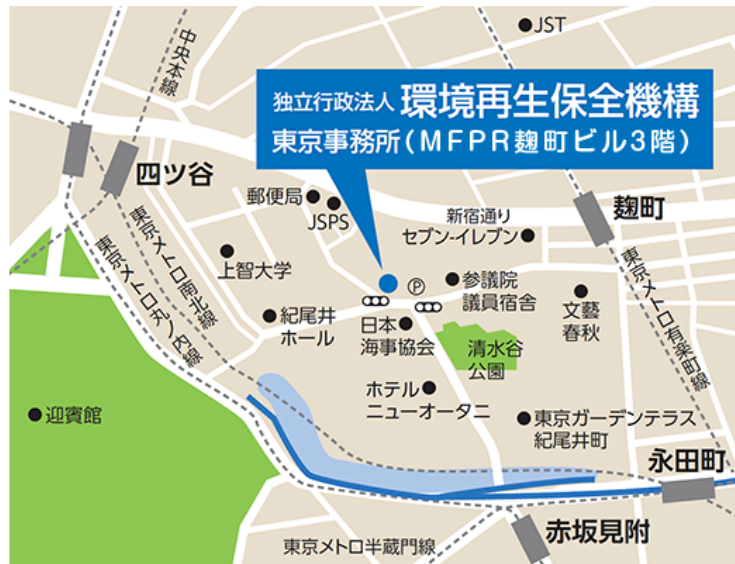 JST
中央本線
独立行政法人 環境再生保全機構
東京事務所(MFPR麹町ビル3階)
四ツ谷
郵便局
JSPS
新宿通り
セブン-イレブン
麹町
東京メトロ南北線
東京メトロ丸ノ内線
上智大学
P
参議院
議員宿舎
文藝
春秋
東京メトロ有楽町線
紀尾井
ホール
日本
海事協会
清水谷
公園
ホテル
ニューオータニ
迎賓館
東京ガーデンテラス
紀尾井町
永田町
赤坂見附
東京メトロ半蔵門線